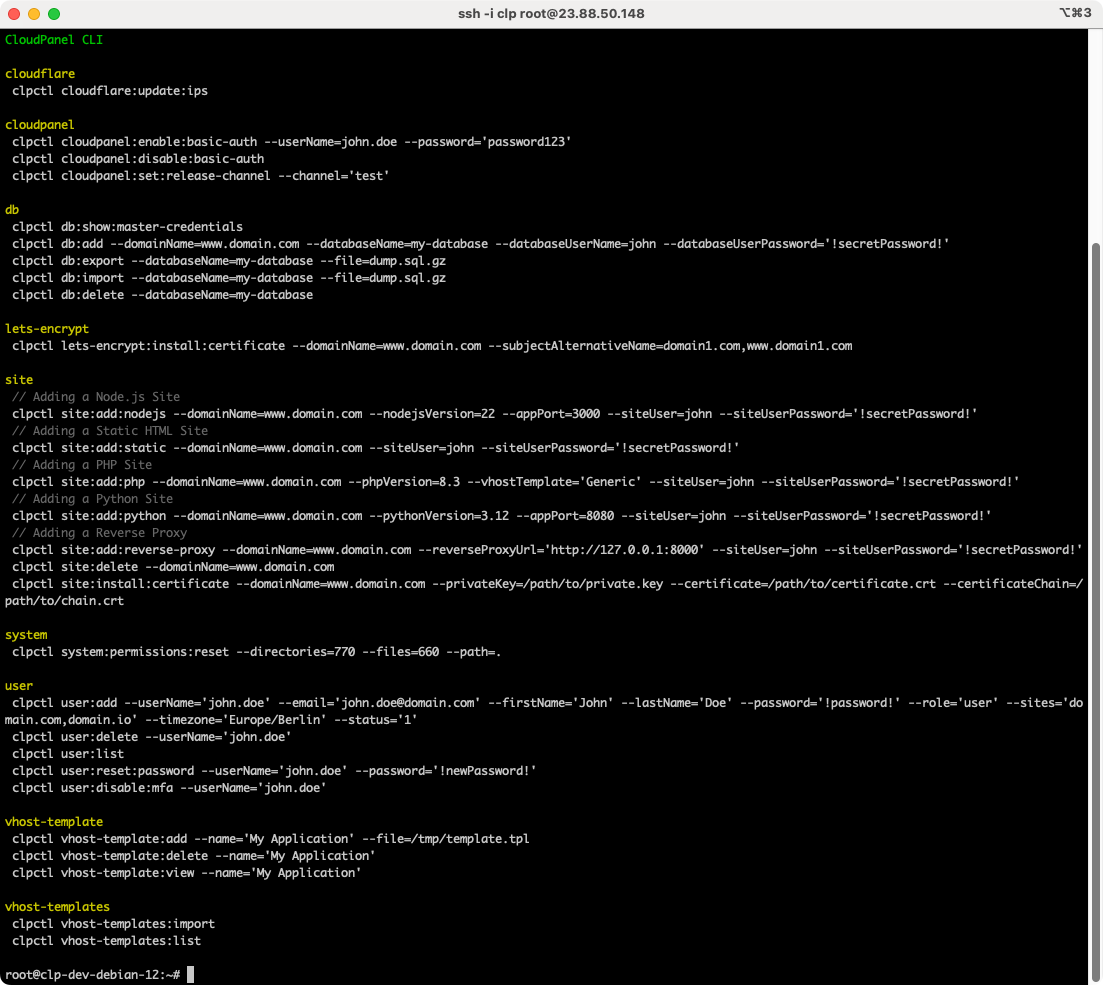 ssh -i clp root@23.88.50.148
⌥⌘3
CloudPanel CLI
cloudflare
clpctl cloudflare:update:ips
cloudpanel
clpctl cloudpanel:enable:basic-auth --userName=john.doe --password='password123'
clpctl cloudpanel:disable:basic-auth
clpctl cloudpanel:set:release-channel --channel='test'
db
clpctl db:show:master-credentials
clpctl db:add --domainName=www.domain.com --databaseName=my-database --databaseUserName=john --databaseUserPassword='!secretPassword!'
clpctl db:export --databaseName=my-database --file=dump.sql.gz
clpctl db:import --databaseName=my-database --file=dump.sql.gz
clpctl db:delete --databaseName=my-database
lets-encrypt
clpctl lets-encrypt:install:certificate --domainName=www.domain.com --subjectAlternativeName=domain1.com,www.domain1.com
site
// Adding a Node.js Site
clpctl site:add:nodejs --domainName=www.domain.com --nodejsVersion=22 --appPort=3000 --siteUser=john --siteUserPassword='!secretPassword!'
// Adding a Static HTML Site
clpctl site:add:static --domainName=www.domain.com --siteUser=john --siteUserPassword='!secretPassword!'
// Adding a PHP Site
clpctl site:add:php --domainName=www.domain.com --phpVersion=8.3 --vhostTemplate='Generic' --siteUser=john --siteUserPassword='!secretPassword!'
// Adding a Python Site
clpctl site:add:python --domainName=www.domain.com --pythonVersion=3.12 --appPort=8080 --siteUser=john --siteUserPassword='!secretPassword!'
// Adding a Reverse Proxy
clpctl site:add:reverse-proxy --domainName=www.domain.com --reverseProxyUrl='http://127.0.0.1:8000' --siteUser=john --siteUserPassword='!secretPassword!'
clpctl site:delete --domainName=www.domain.com
clpctl site:install:certificate --domainName=www.domain.com --privateKey=/path/to/private.key --certificate=/path/to/certificate.crt --certificateChain=/
path/to/chain.crt
system
clpctl system:permissions:reset --directories=770 --files=660 --path=.
user
clpctl user:add --userName='john.doe' --email='john.doe@domain.com' --firstName='John' --lastName='Doe' --password='!password!' --role='user' --sites='do
main.com,domain.io' --timezone='Europe/Berlin' --status='1'
clpctl user:delete --userName='john.doe'
clpctl user:list
clpctl user:reset:password --userName='john.doe' --password='!newPassword!'
clpctl user:disable:mfa --userName='john.doe'
vhost-template
clpctl vhost-template:add --name='My Application' --file=/tmp/template.tpl
clpctl vhost-template:delete --name='My Application'
clpctl vhost-template:view --name='My Application'
vhost-templates
clpctl vhost-templates:import
clpctl vhost-templates:list
root@clp-dev-debian-12:~#